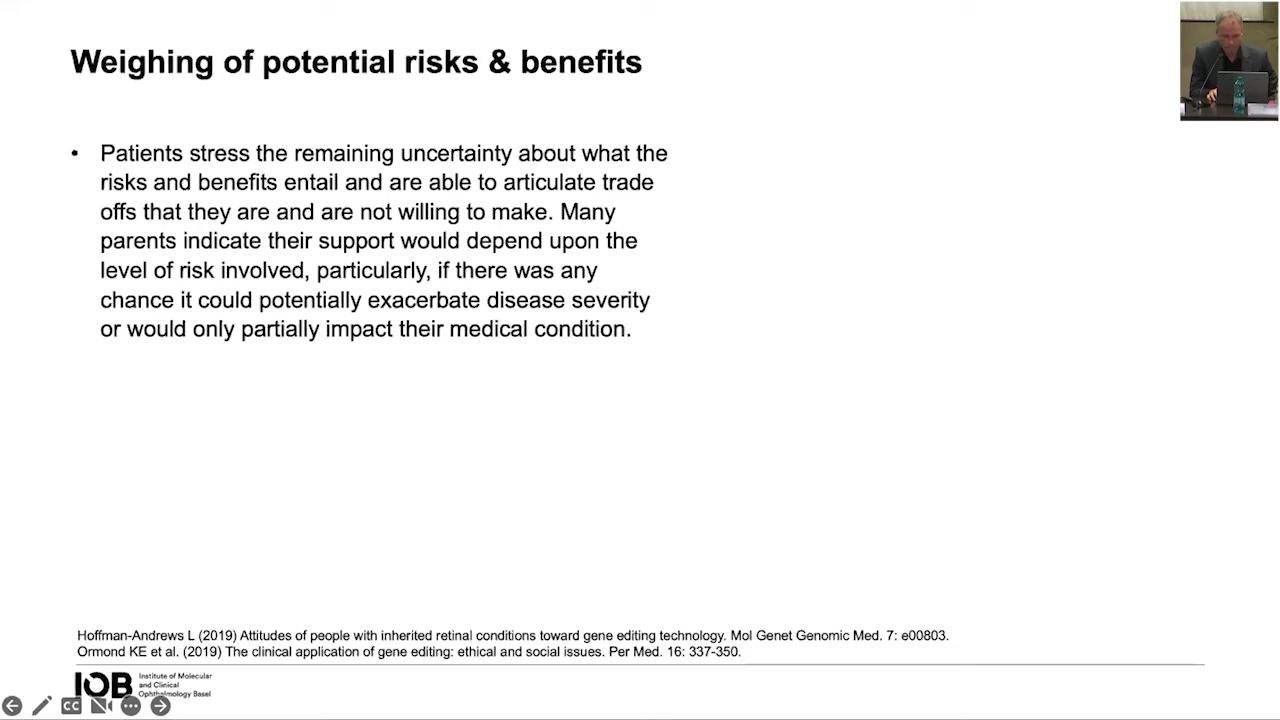 Weighing of potential risks & benefits
• Patients stress the remaining uncertainty about what the
risks and benefits entail and are able to articulate trade
offs that they are and are not willing to make. Many
parents indicate their support would depend upon the
level of risk involved, particularly, if there was any
chance it could potentially exacerbate disease severity
or would only partially impact their medical condition.
Hoffman-Andrews L (2019) Attitudes of people with inherited retinal conditions toward gene editing technology. Mol Genet Genomic Med. 7: e00803.
Ormond KE et al. (2019) The clinical application of gene editing: ethical and social issues. Per Med. 16: 337-350.
IOB
Institute of Molecular
and Clinical
Ophthalmology Basel
CC